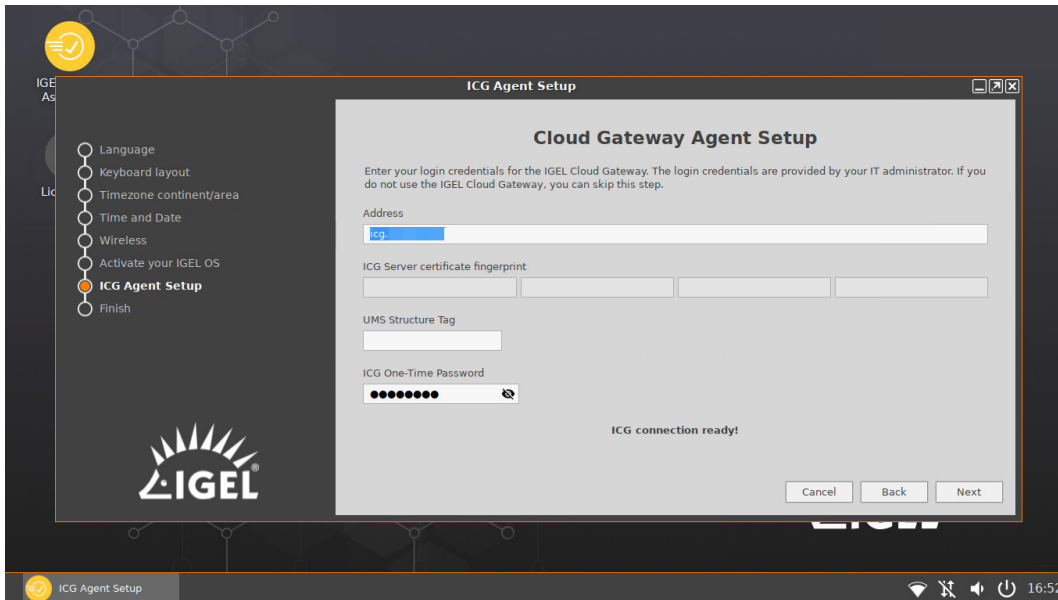 IGE
As
Lic
ICG Agent Setup
Language
Keyboard layout
Timezone continent/area
Time and Date
Wireless
Activate your IGEL OS
ICG Agent Setup
Finish
IGEL®
Cloud Gateway Agent Setup
Enter your login credentials for the IGEL Cloud Gateway. The login credentials are provided by your IT administrator. If you
do not use the IGEL Cloud Gateway, you can skip this step.
Address
icg.
ICG Server certificate fingerprint
UMS Structure Tag
ICG One-Time Password
●●●●●●●●
ICG connection ready!
Cancel Back Next
ICG Agent Setup
16:52